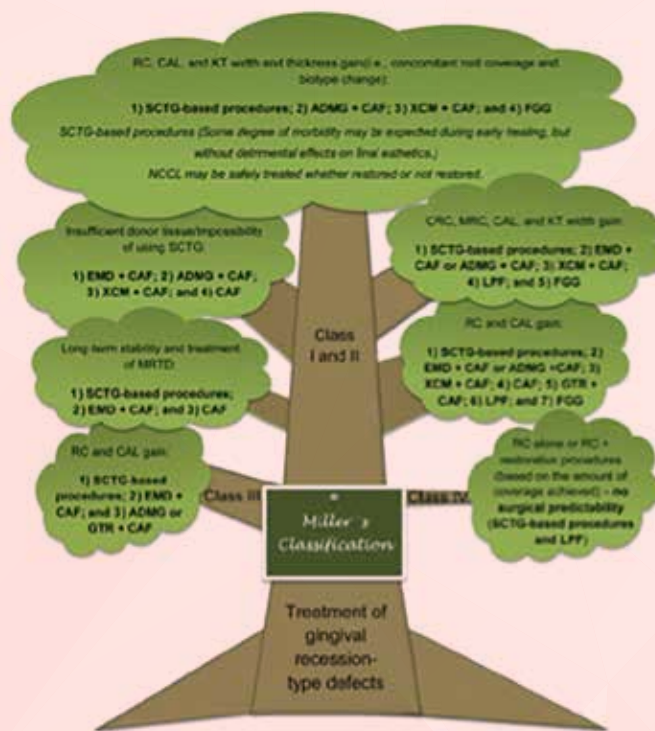 RC, CAL, and KT width and thickness gain (i.e., concomitant root coverage and
biotype change):
1) SCTG-based procedures; 2) ADMG + CAF; 3) XCM + CAF; and 4) FGG
SCTG-based procedures (Some degree of morbidity may be expected during early healing, but
without detrimental effects on final esthetics.)
NCCL may be safely treated whether restored or not restored.
Insufficient donor tissue/impossibility
of using SCTG:
1) EMD + CAF; 2) ADMG + CAF;
3) XCM + CAF; and 4) CAF
CRC, MRC, CAL, and KT width gain:
1) SCTG-based procedures; 2) EMD +
CAF or ADMG + CAF; 3) XCM + CAF;
4) LPF; and 5) FGG
Class
I and II
Long-term stability and treatment
of MRTD:
1) SCTG-based procedures;
2) EMD + CAF; and 3) CAF
RC and CAL gain:
1) SCTG-based procedures; 2)
EMD + CAF or ADMG +CAF; 3)
XCM + CAF; 4) CAF; 5) GTR +
CAF; 6) LPF; and 7) FGG
RC and CAL gain:
1) SCTG-based
procedures; 2) EMD +
CAF; and 3) ADMG or
GTR + CAF
Class III
Class IV
RC alone or RC +
restorative procedures
(based on the amount of
coverage achieved) - no
surgical predictability
(SCTG-based procedures
and LPF)
Miller´s
Classification
Treatment of
gingival
recession-
type defects